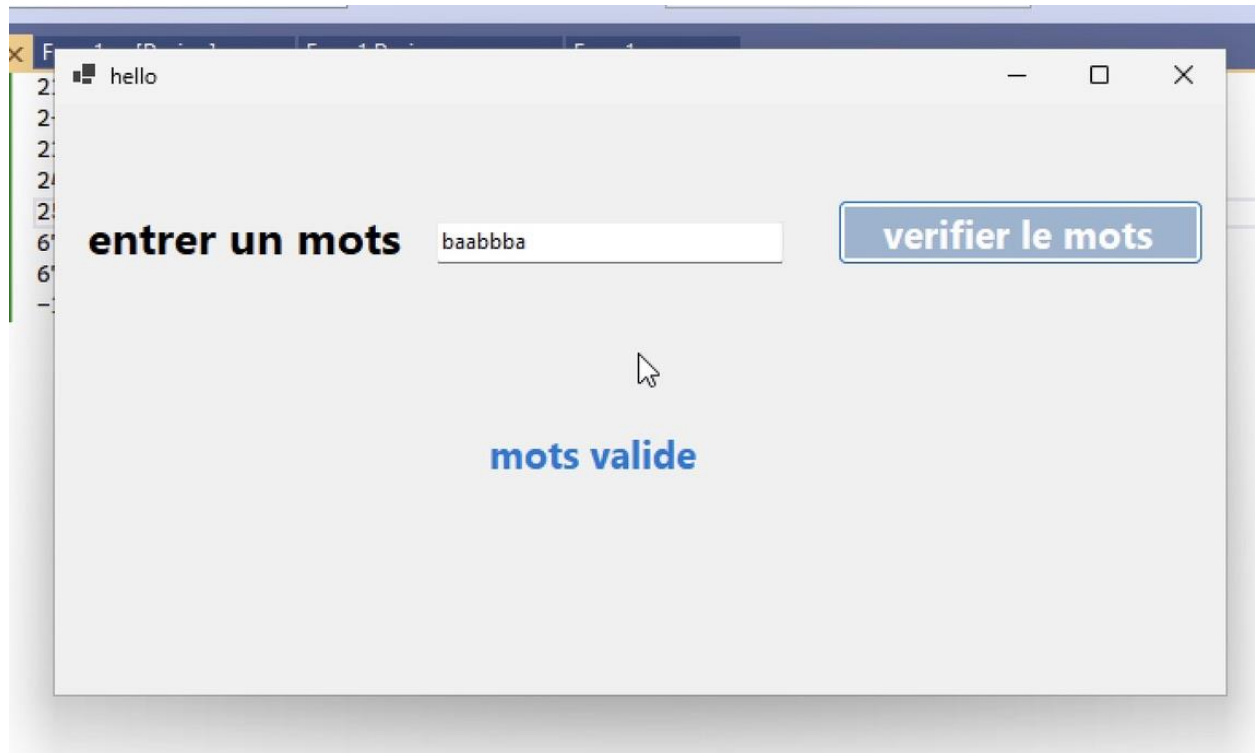 hello
entrer un mots
baabbba
verifier le mots
mots valide